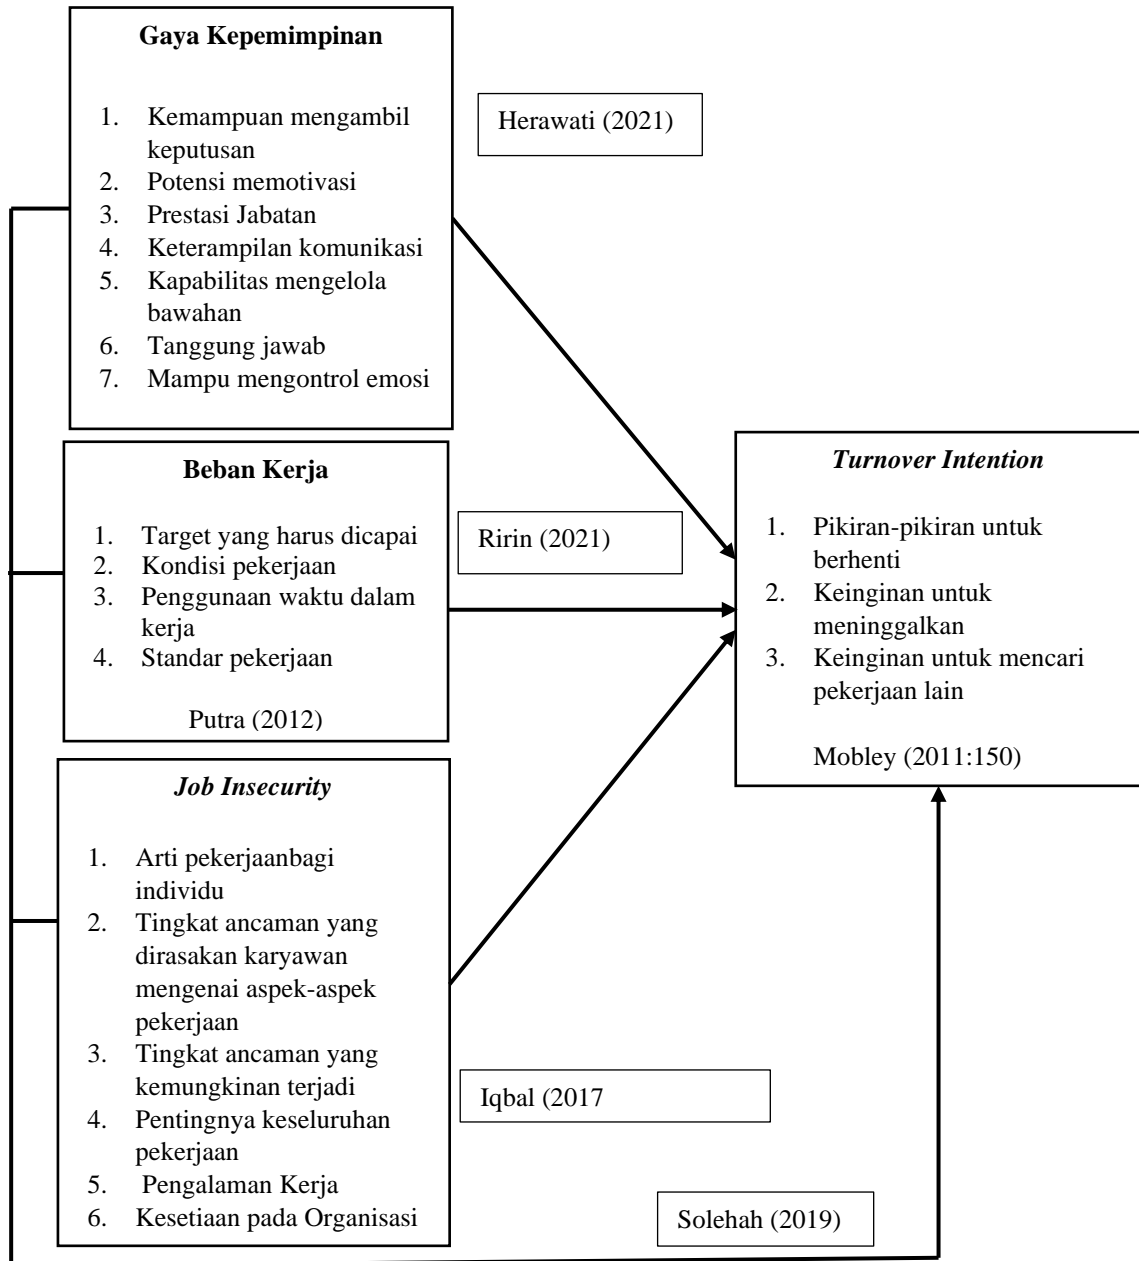 Gaya Kepemimpinan
1. Kemampuan mengambil
keputusan
2. Potensi memotivasi
3. Prestasi Jabatan
4. Keterampilan komunikasi
5. Kapabilitas mengelola
bawahan
6. Tanggung jawab
7. Mampu mengontrol emosi
Herawati (2021)
Beban Kerja
1. Target yang harus dicapai
2. Kondisi pekerjaan
3. Penggunaan waktu dalam
kerja
4. Standar pekerjaan
Putra (2012)
Ririn (2021)
Turnover Intention
1. Pikiran-pikiran untuk
berhenti
2. Keinginan untuk
meninggalkan
3. Keinginan untuk mencari
pekerjaan lain
Mobley (2011:150)
Job Insecurity
1. Arti pekerjaanbagi
individu
2. Tingkat ancaman yang
dirasakan karyawan
mengenai aspek-aspek
pekerjaan
3. Tingkat ancaman yang
kemungkinan terjadi
4. Pentingnya keseluruhan
pekerjaan
5. Pengalaman Kerja
6. Kesetiaan pada Organisasi
Iqbal (2017
Solehah (2019)